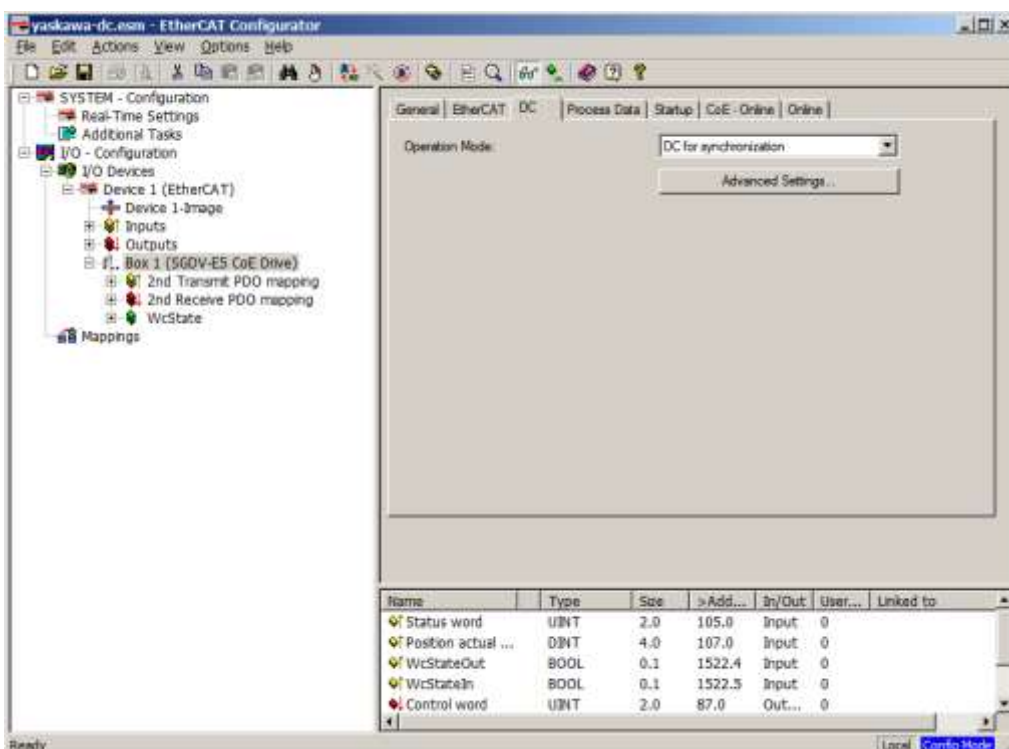 yaskawa-dc.esm - EtherCAT Configurator
File Edit Actions View Options Help
SYSTEM - Configuration
Real-Time Settings
Additional Tasks
I/O - Configuration
I/O Devices
Device 1 (EtherCAT)
Device 1-Image
Inputs
Outputs
Box 1 (SGDV-E5 CoE Drive)
2nd Transmit PDO mapping
2nd Receive PDO mapping
WcState
Mappings
General EtherCAT DC Process Data Startup CoE - Online Online
Operation Mode: DC for synchronization
Advanced Settings...
Name Type Size >Add... In/Out User... Linked to
Status word UINT 2.0 105.0 Input 0
Position actual ... DINT 4.0 107.0 Input 0
WcStateOut BOOL 0.1 1522.4 Input 0
WcStateIn BOOL 0.1 1522.5 Input 0
Control word UINT 2.0 87.0 Out... 0
Ready Local Config Mode